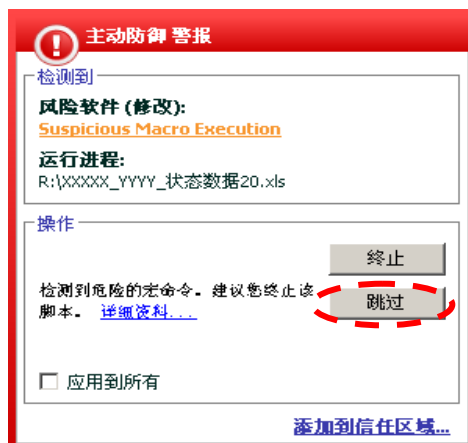 主动防御 警报
检测到
风险软件 (修改):
Suspicious Macro Execution
运行进程:
R:\XXXXX_YYYY_状态数据20.xls
操作
终止
检测到危险的宏命令。建议您终止该
脚本。 详细资料...
跳过
应用到所有
添加到信任区域...